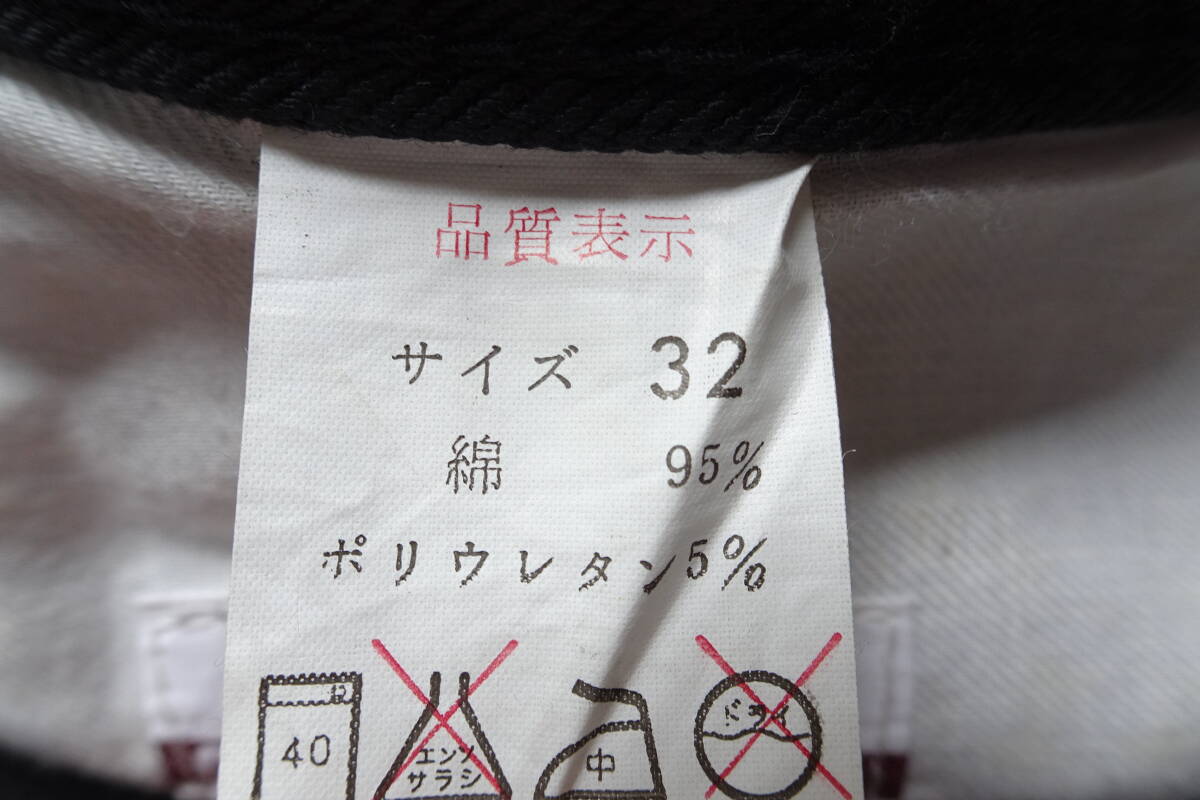 品質表示
サイズ 32
綿 95%
ポリウレタン5%
40
エンソ
サラシ
中
ドライ